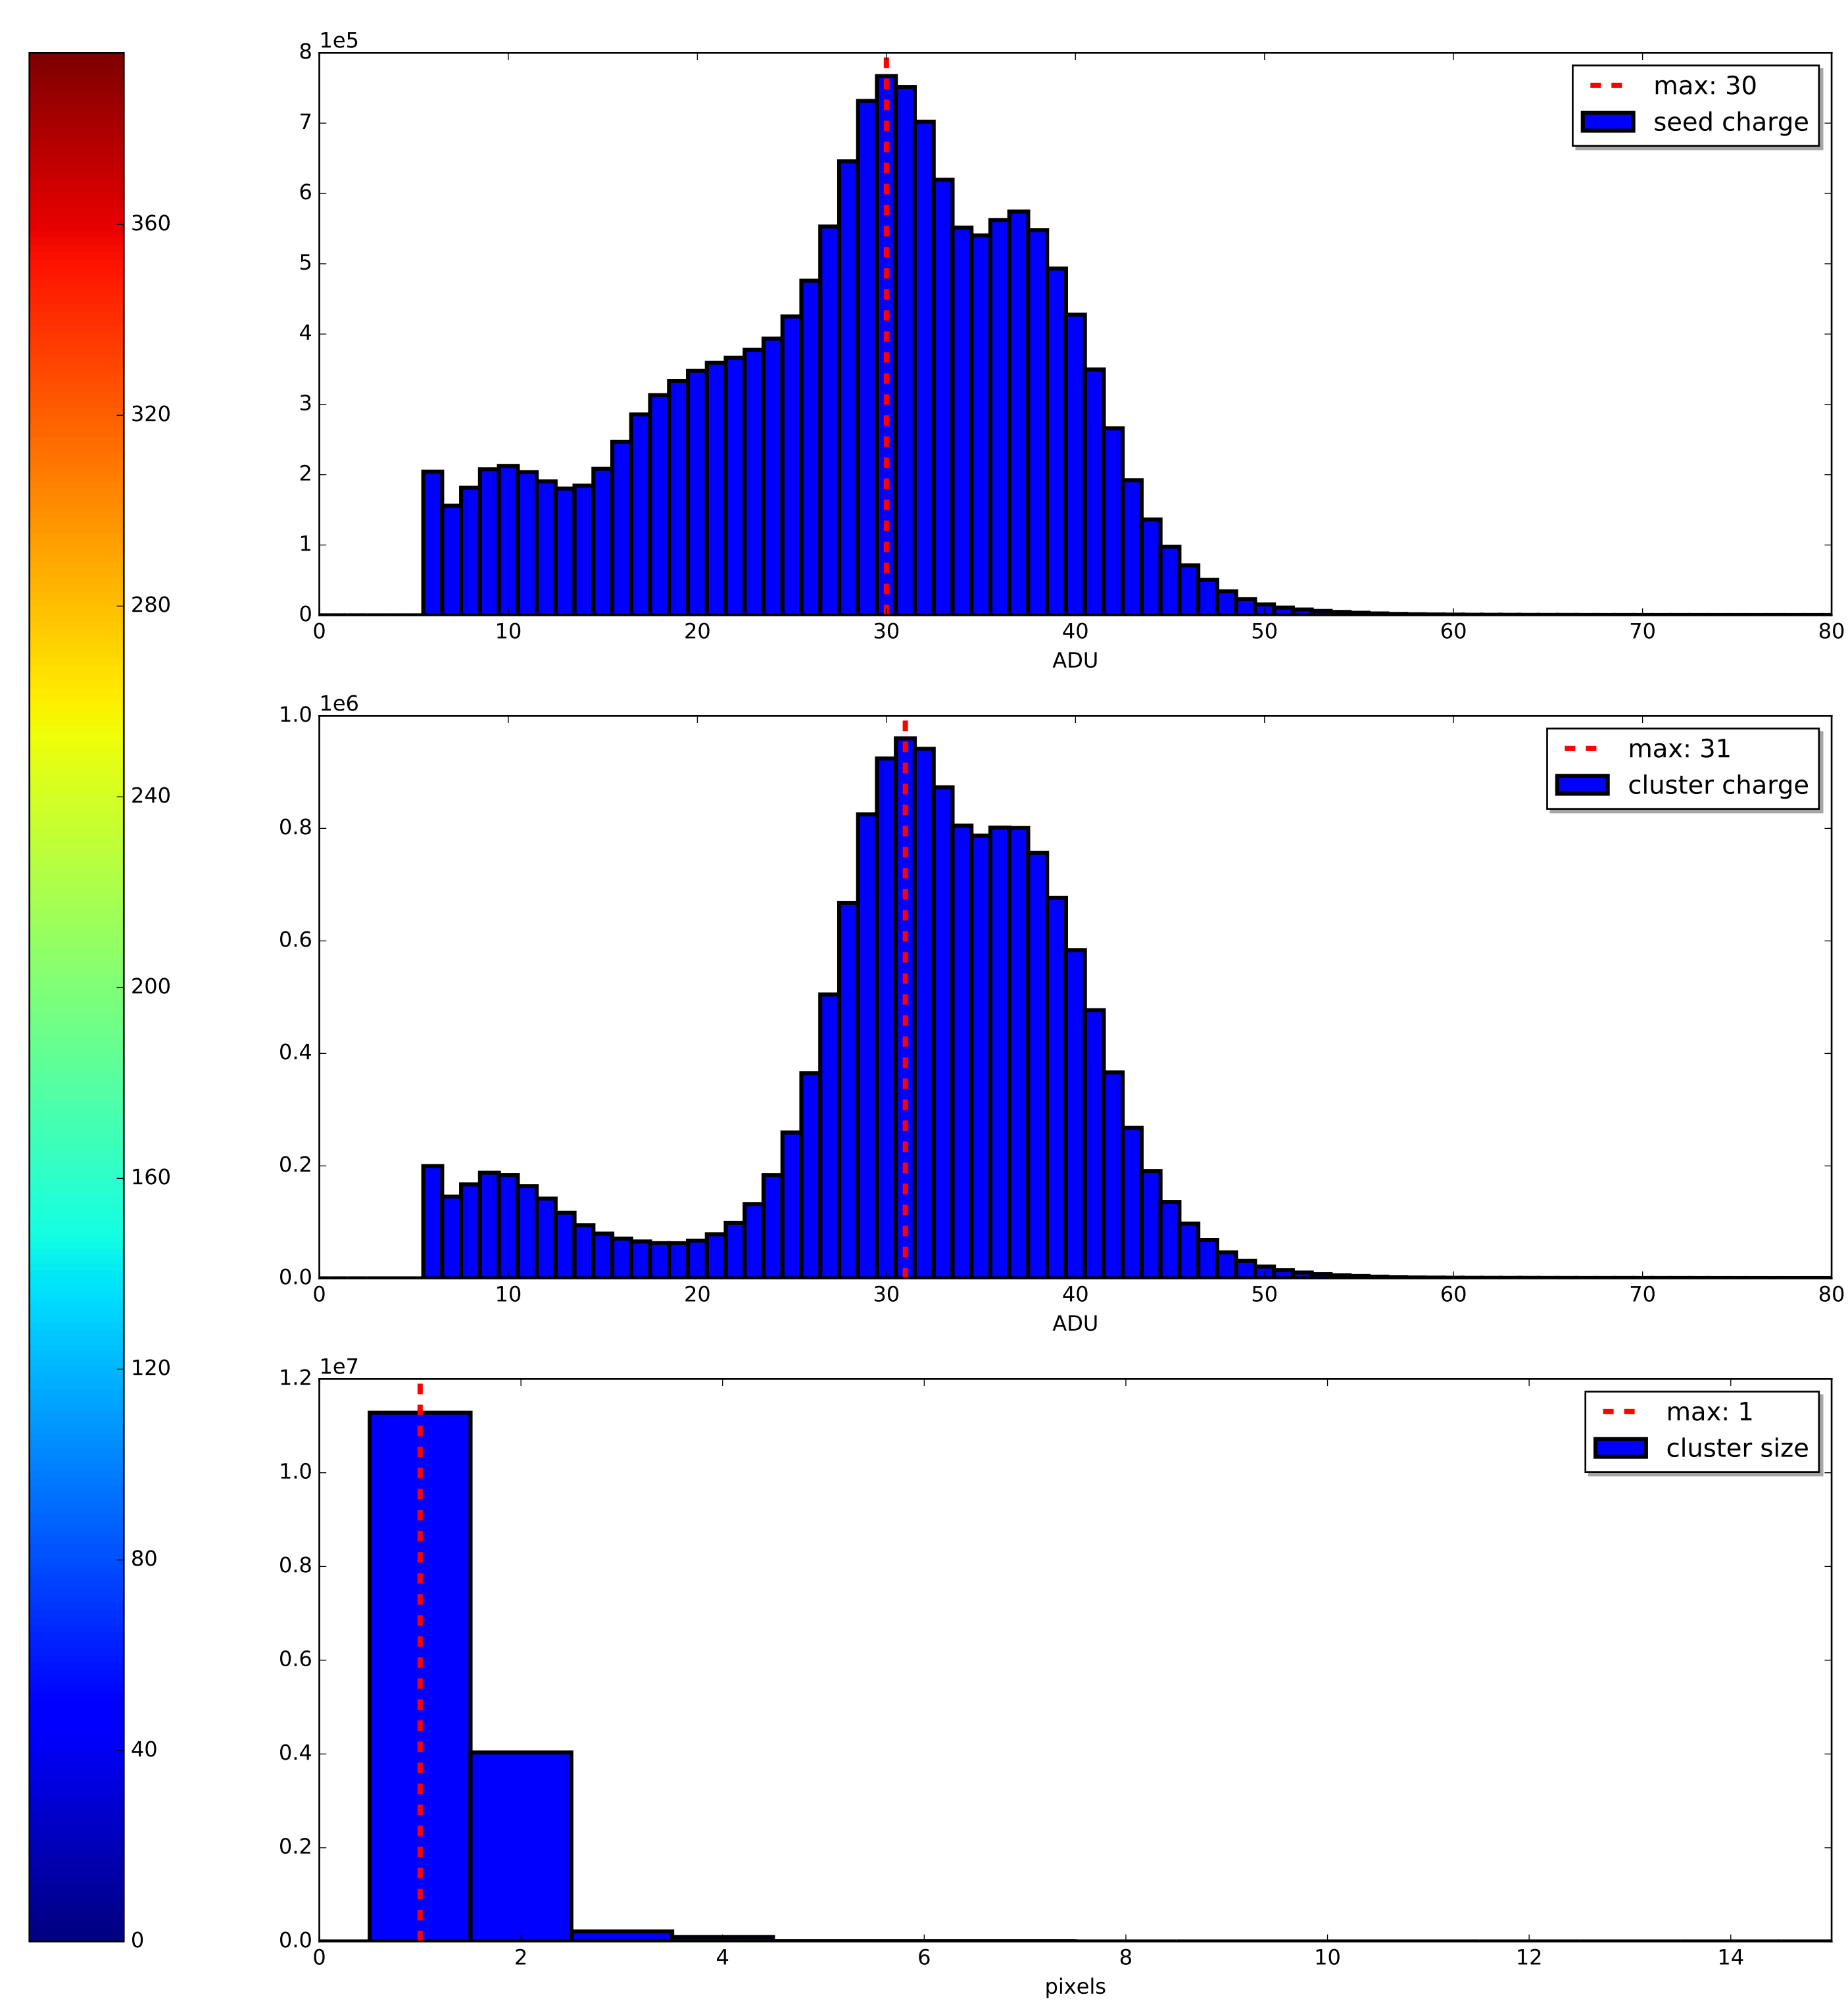 360
320
280
240
200
160
120
80
40
0
1e5
8
7
6
5
4
3
2
1
0
max: 30
seed charge
0 10 20 30 40 50 60 70 80
ADU
1e6
1.0
0.8
0.6
0.4
0.2
0.0
max: 31
cluster charge
0 10 20 30 40 50 60 70 80
ADU
1e7
1.2
1.0
0.8
0.6
0.4
0.2
0.0
max: 1
cluster size
0 2 4 6 8 10 12 14
pixels